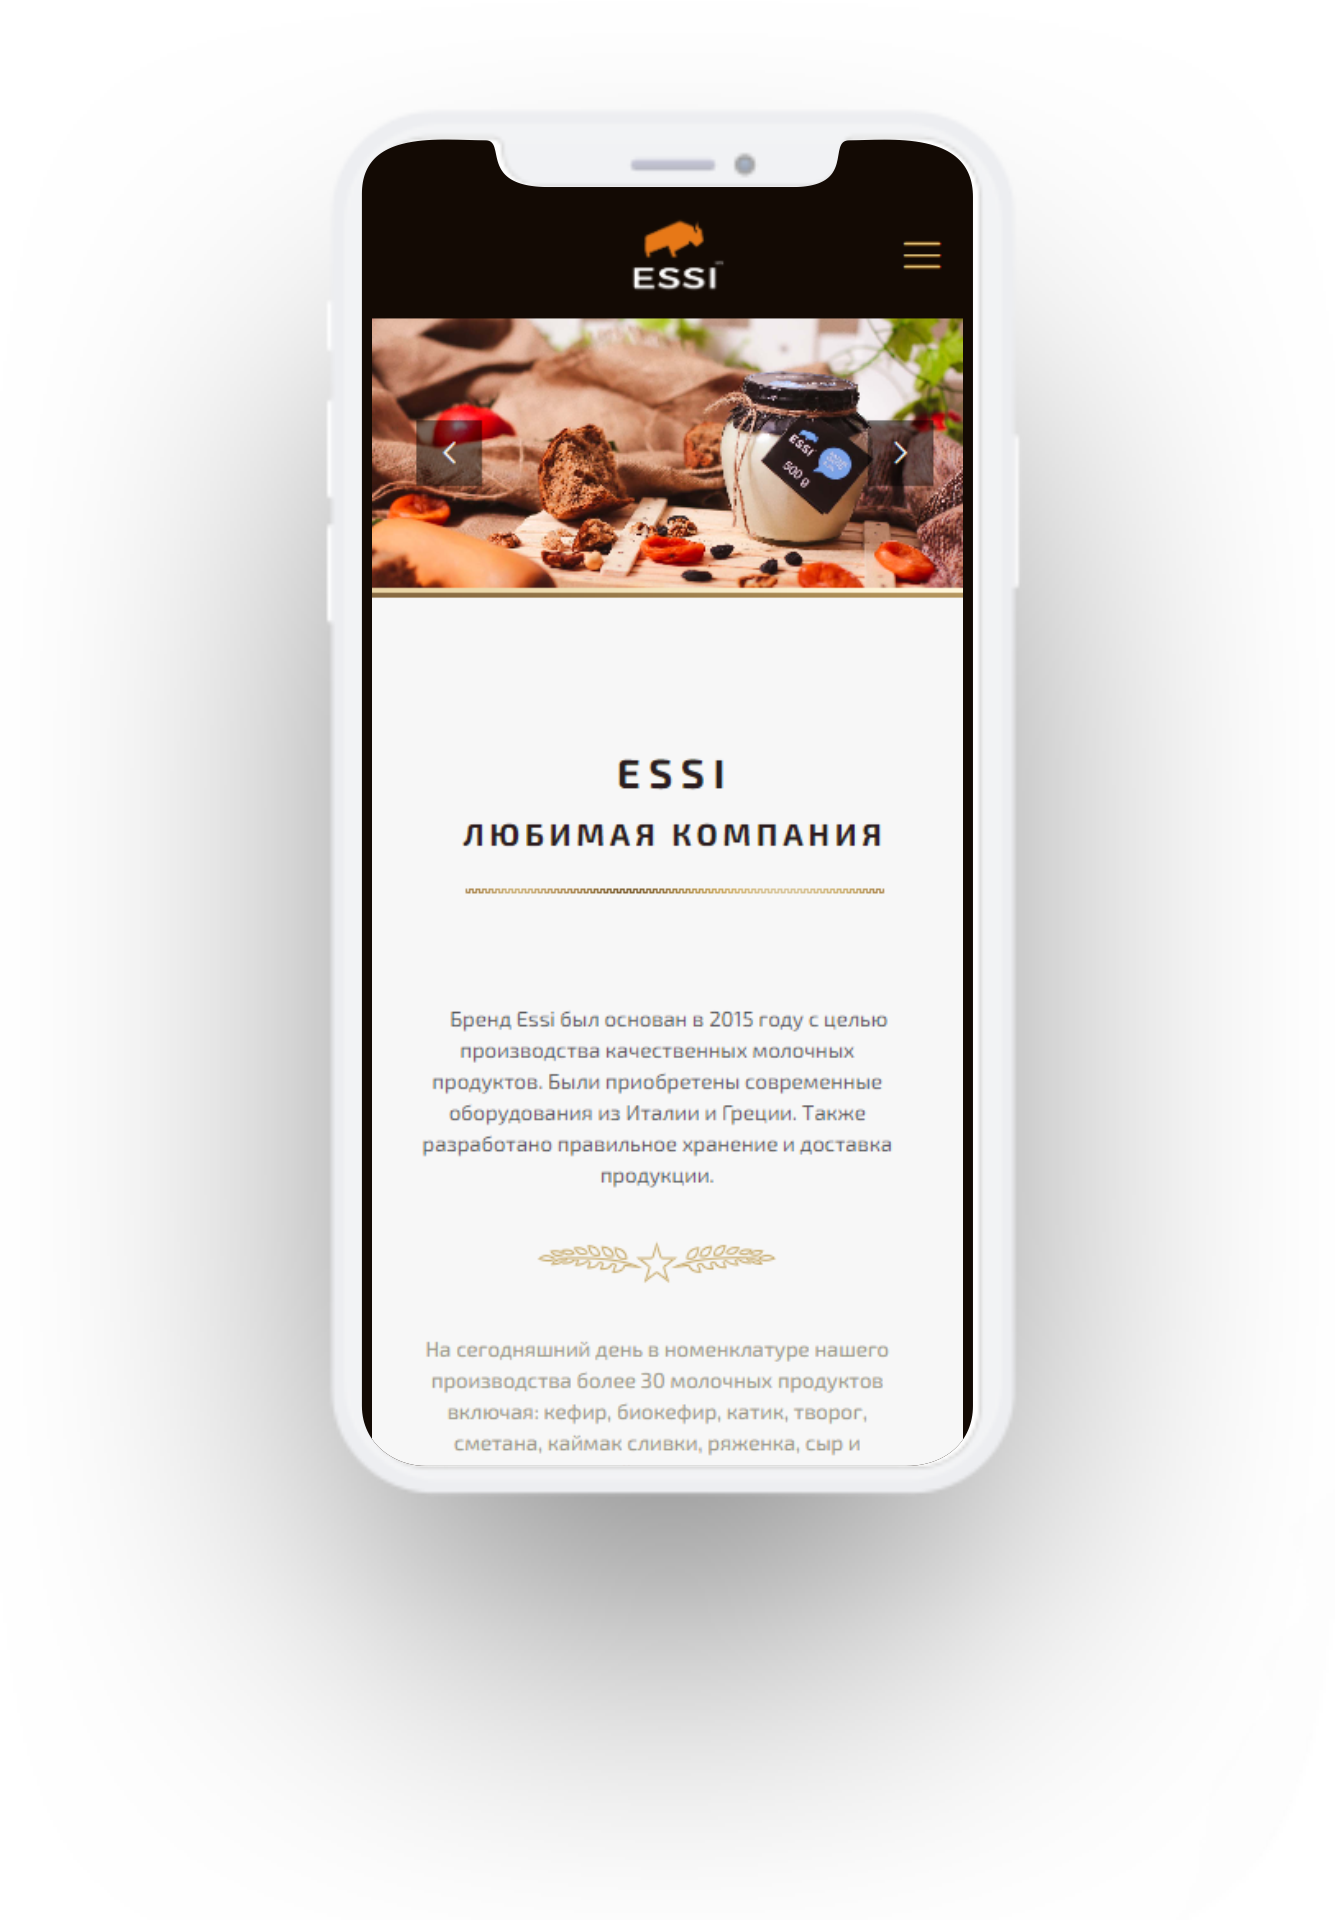 ESSI
ESSI
500 g
ESSI
ЛЮБИМАЯ КОМПАНИЯ
Бренд Essi был основан в 2015 году с целью
производства качественных молочных
продуктов. Были приобретены современные
оборудования из Италии и Греции. Также
разработано правильное хранение и доставка
продукции.
На сегодняшний день в номенклатуре нашего
производства более 30 молочных продуктов
включая: кефир, биокефир, катик, творог,
сметана, каймак сливки, ряженка, сыр и